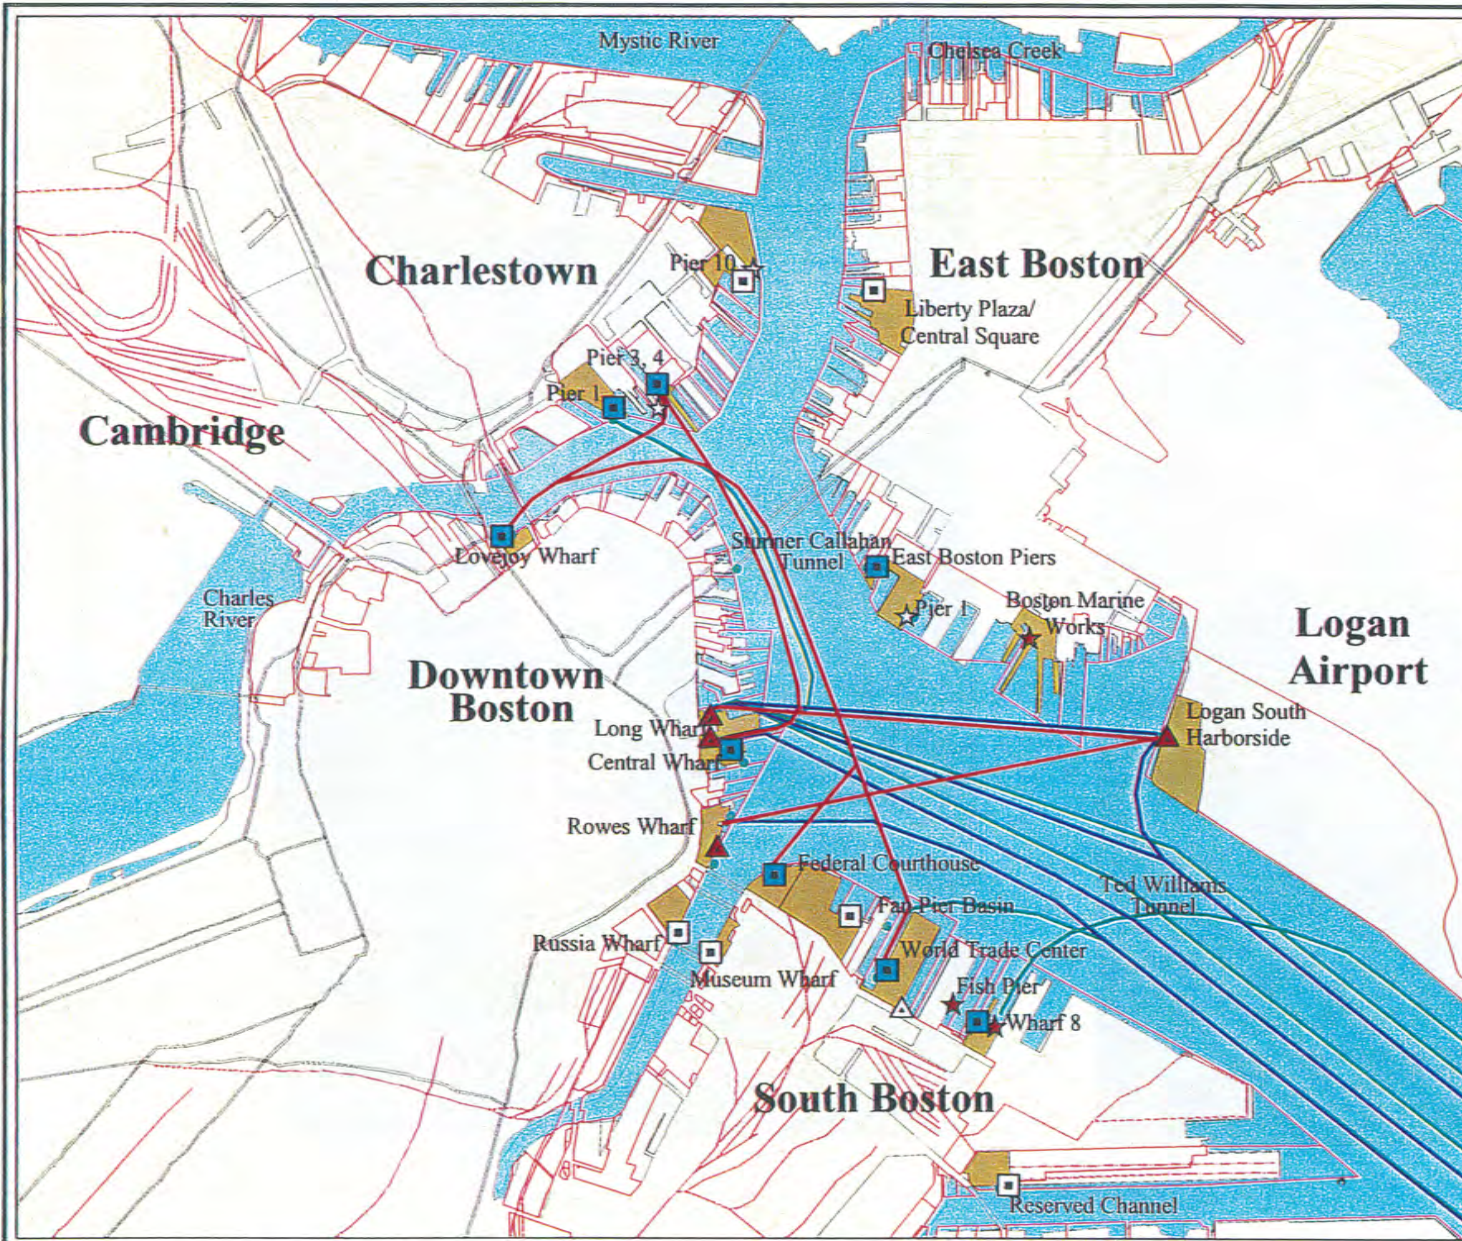 Mystic River
Chelsea Creek
Charlestown
Pier 10
East Boston
Liberty Plaza/
Central Square
Pier 3, 4
Pier 1
Cambridge
Lovejoy Wharf
Sumner Callahan
Tunnel
East Boston Piers
Charles
River
Pier 1
Boston Marine
Works
Logan
Airport
Downtown
Boston
Long Wharf
Logan South
Harborside
Central Wharf
Rowes Wharf
Federal Courthouse
Ted Williams
Tunnel
Fan Pier Basin
Russia Wharf
World Trade Center
Museum Wharf
Fish Pier
Wharf 8
South Boston
Reserved Channel